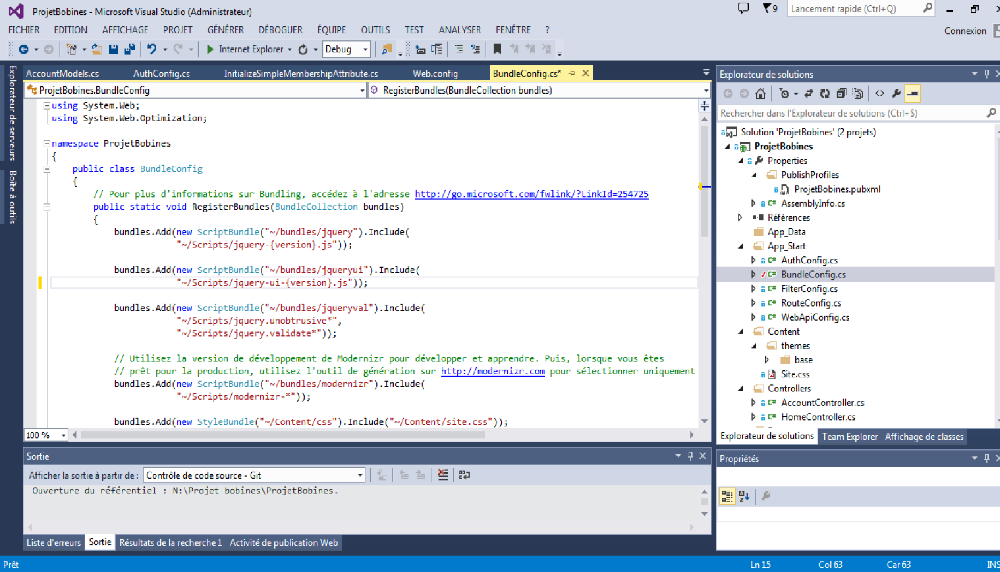 ProjetBobines - Microsoft Visual Studio (Administrateur)
9
Lancement rapide (Ctrl+Q)
FICHIER EDITION AFFICHAGE PROJET GÉNÉRER DÉBOGUER ÉQUIPE OUTILS TEST ANALYSER FENÊTRE ?
Connexion
Internet Explorer Debug
Explorateur de serveurs
Boîte à outils
AccountModels.cs AuthConfig.cs InitializeSimpleMembershipAttribute.cs Web.config BundleConfig.cs*
ProjetBobines.BundleConfig RegisterBundles(BundleCollection bundles)
using System.Web;
using System.Web.Optimization;
namespace ProjetBobines
{
public class BundleConfig
{
// Pour plus d'informations sur Bundling, accédez à l'adresse http://go.microsoft.com/fwlink/?LinkId=254725
public static void RegisterBundles(BundleCollection bundles)
{
bundles.Add(new ScriptBundle("~/bundles/jquery").Include(
"~/Scripts/jquery-{version}.js"));
bundles.Add(new ScriptBundle("~/bundles/jqueryui").Include(
"~/Scripts/jquery-ui-{version}.js"));
bundles.Add(new ScriptBundle("~/bundles/jqueryval").Include(
"~/Scripts/jquery.unobtrusive*",
"~/Scripts/jquery.validate*"));
// Utilisez la version de développement de Modernizr pour développer et apprendre. Puis, lorsque vous êtes
// prêt pour la production, utilisez l'outil de génération sur http://modernizr.com pour sélectionner uniquement
bundles.Add(new ScriptBundle("~/bundles/modernizr").Include(
"~/Scripts/modernizr-*"));
bundles.Add(new StyleBundle("~/Content/css").Include("~/Content/site.css"));
100 %
Explorateur de solutions
Rechercher dans l'Explorateur de solutions (Ctrl+$)
Solution 'ProjetBobines' (2 projets)
ProjetBobines
Properties
PublishProfiles
ProjetBobines.pubxml
C# AssemblyInfo.cs
Références
App_Data
App_Start
C# AuthConfig.cs
C# BundleConfig.cs
C# FilterConfig.cs
C# RouteConfig.cs
C# WebApiConfig.cs
Content
themes
base
Site.css
Controllers
C# AccountController.cs
C# HomeController.cs
Explorateur de solutions Team Explorer Affichage de classes
Sortie
Afficher la sortie à partir de : Contrôle de code source - Git
Ouverture du référentiel : N:\Projet bobines\ProjetBobines.
Liste d'erreurs Sortie Résultats de la recherche 1 Activité de publication Web
Propriétés
Prêt Ln 15 Col 63 Car 63 INS